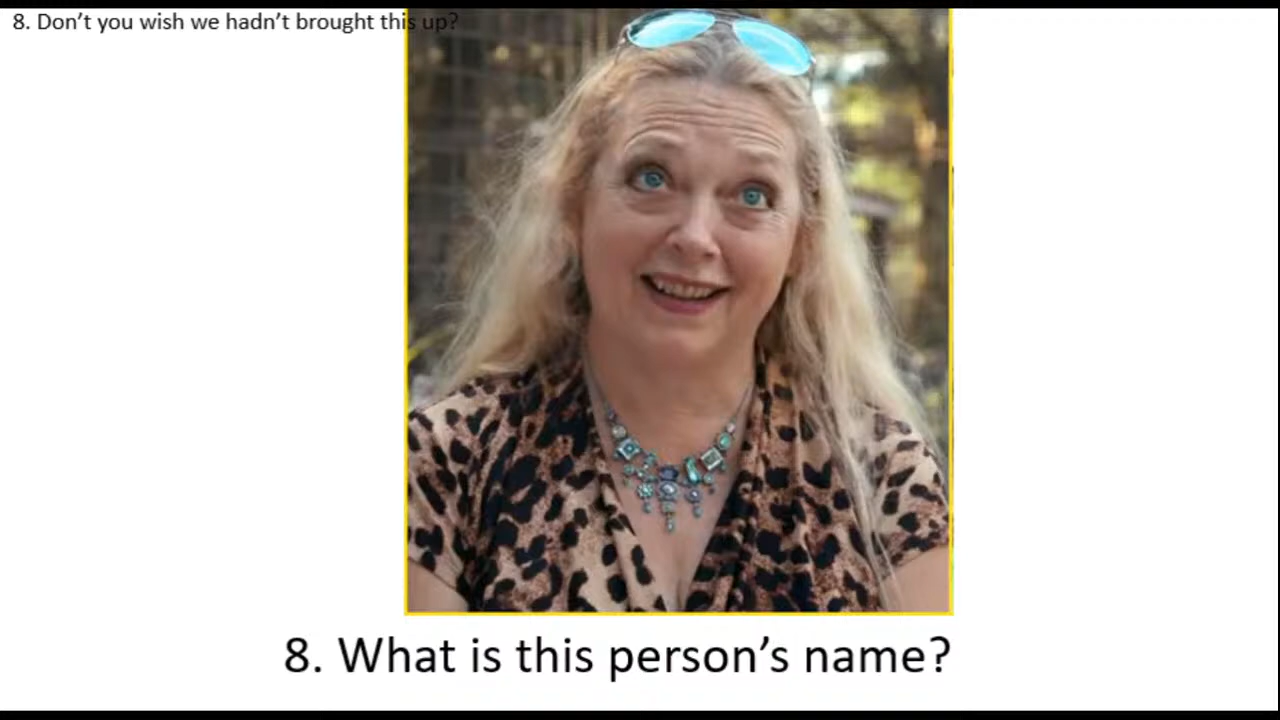 8. Don’t you wish we hadn’t brought this up?
8. What is this person’s name?